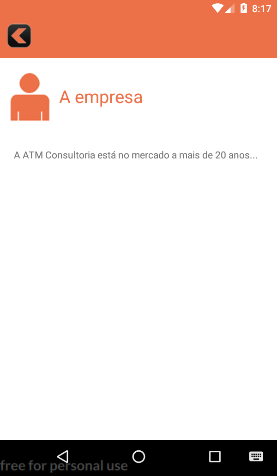 8:17
A empresa
A ATM Consultoria está no mercado a mais de 20 anos...
free for personal use